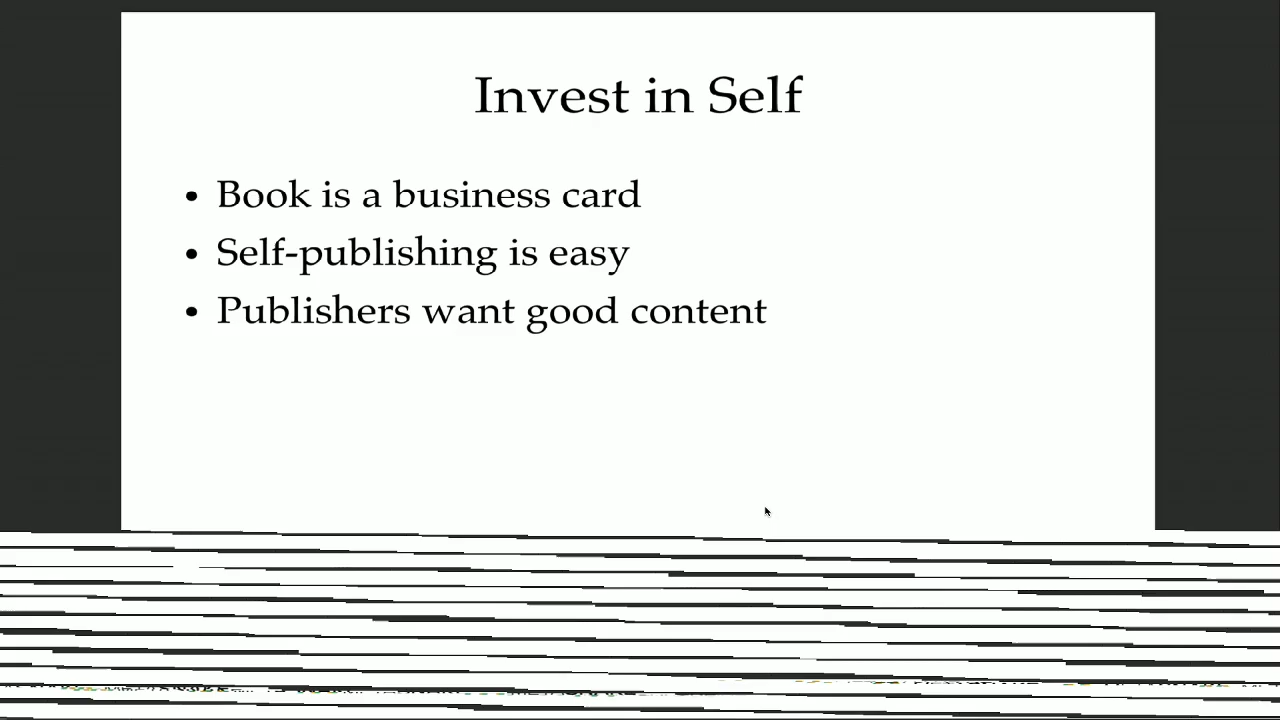 Invest in Self
• Book is a business card
• Self-publishing is easy
• Publishers want good content